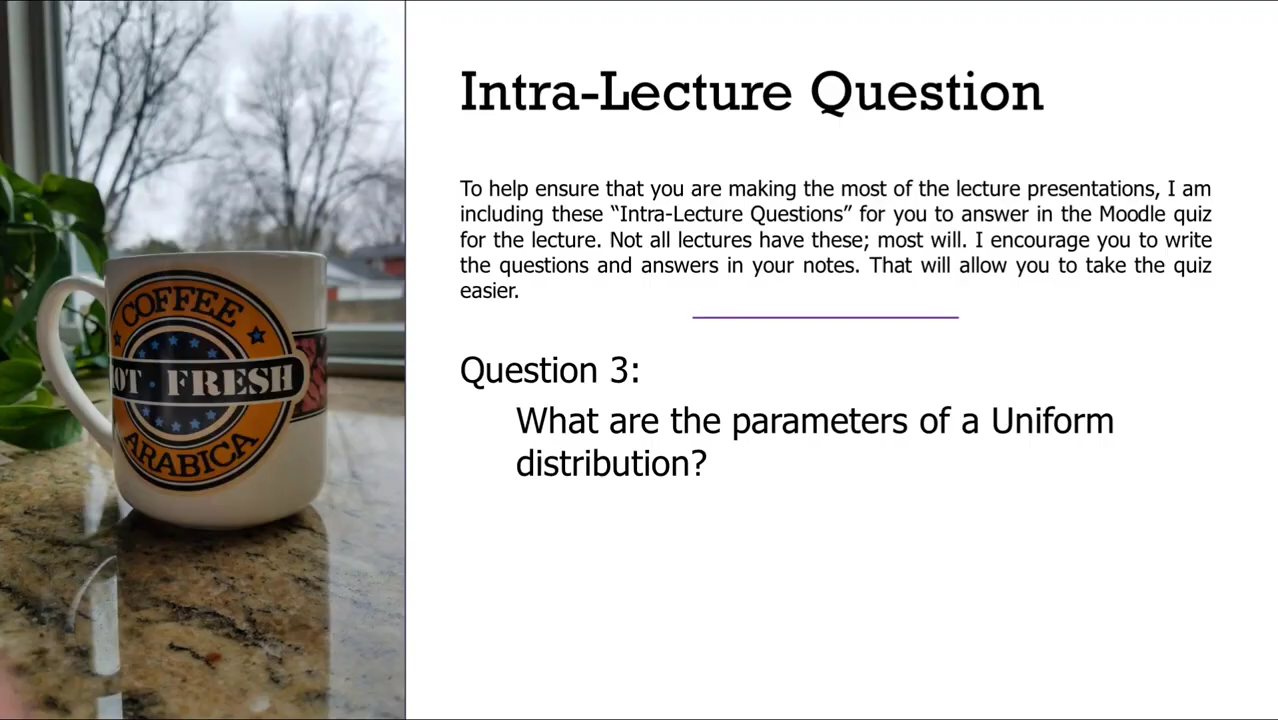 Intra-Lecture Question
To help ensure that you are making the most of the lecture presentations, I am
including these “Intra-Lecture Questions” for you to answer in the Moodle quiz
for the lecture. Not all lectures have these; most will. I encourage you to write
the questions and answers in your notes. That will allow you to take the quiz
easier.
Question 3:
What are the parameters of a Uniform
distribution?
COFFEE
OT · FRESH
ARABICA